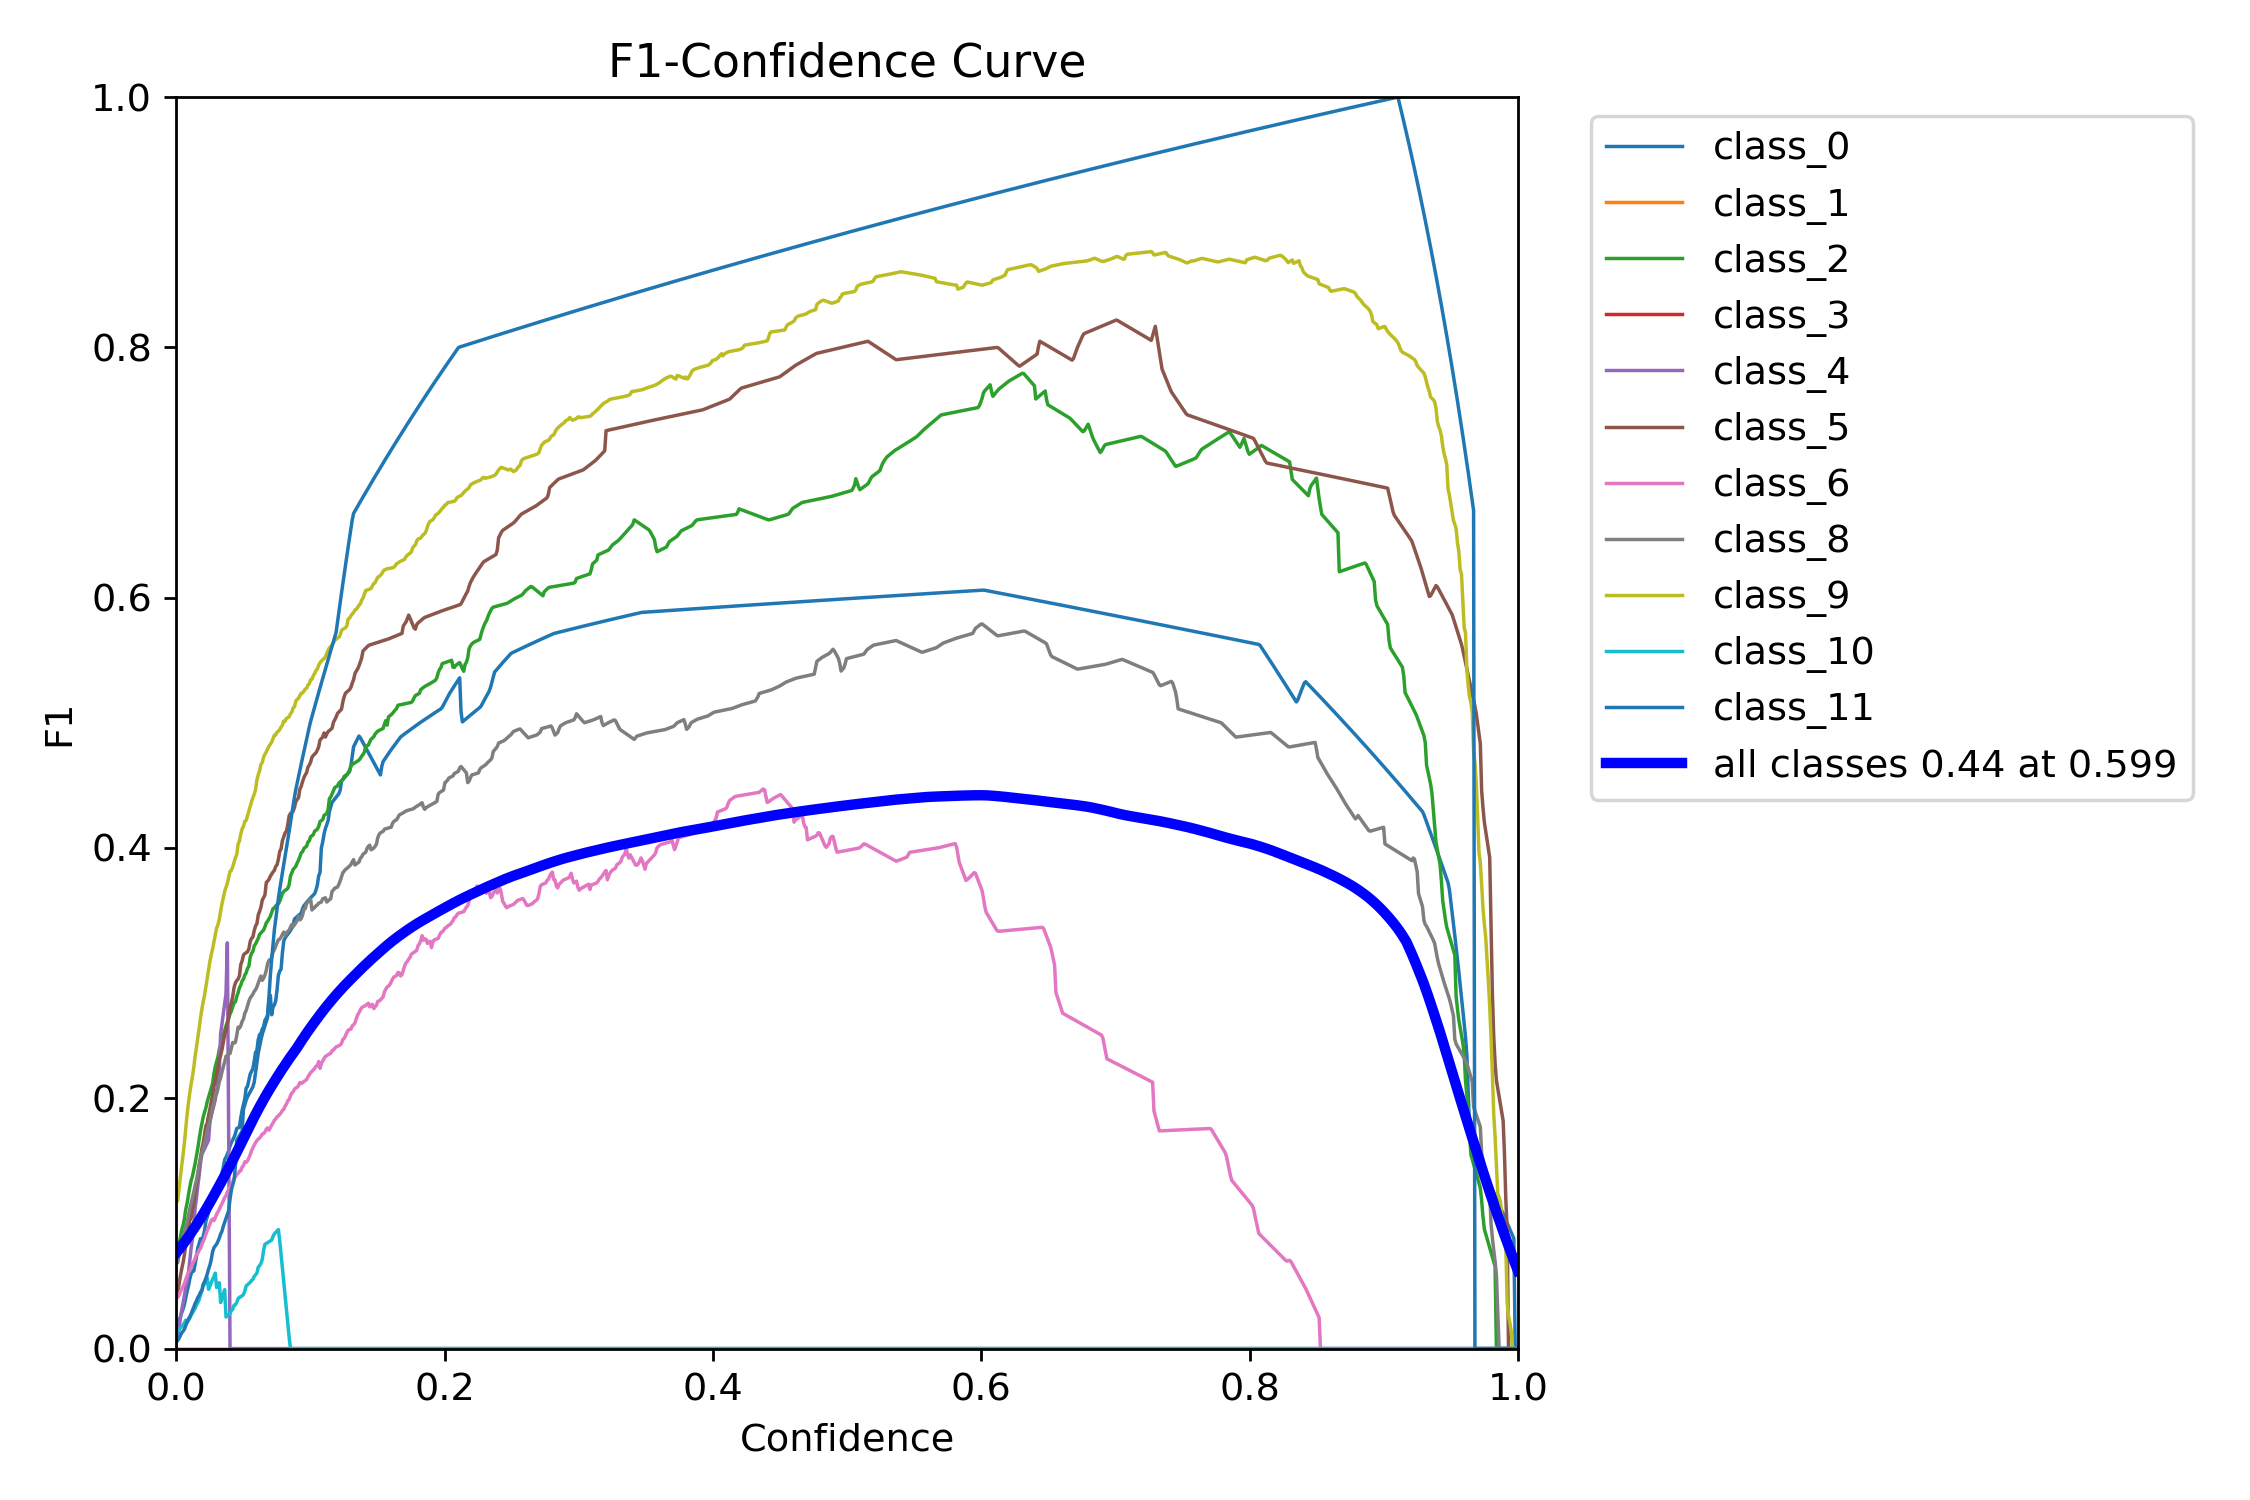 F1-Confidence Curve
1.0
0.8
0.6
0.4
0.2
0.0
F1
0.0 0.2 0.4 0.6 0.8 1.0
Confidence
class_0
class_1
class_2
class_3
class_4
class_5
class_6
class_8
class_9
class_10
class_11
all classes 0.44 at 0.599